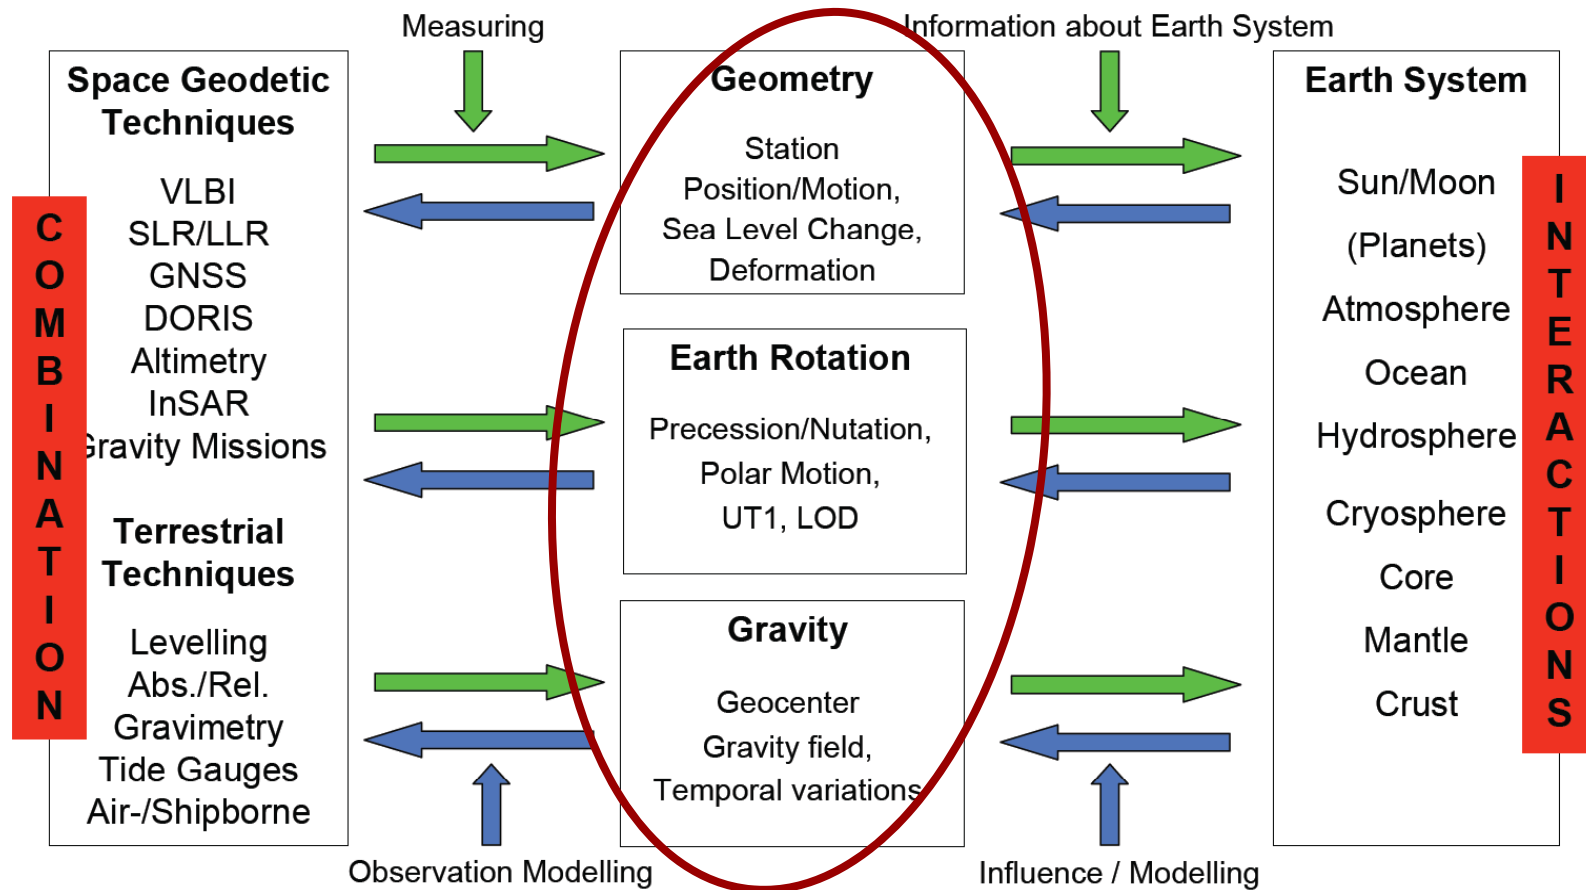 Measuring
Information about Earth System
Space Geodetic
Techniques
VLBI
SLR/LLR
GNSS
DORIS
Altimetry
InSAR
Gravity Missions
Terrestrial
Techniques
Levelling
Abs./Rel.
Gravimetry
Tide Gauges
Air-/Shipborne
COMBINATION
Geometry
Station
Position/Motion,
Sea Level Change,
Deformation
Earth Rotation
Precession/Nutation,
Polar Motion,
UT1, LOD
Gravity
Geocenter
Gravity field,
Temporal variations
Earth System
Sun/Moon
(Planets)
Atmosphere
Ocean
Hydrosphere
Cryosphere
Core
Mantle
Crust
INTERACTIONS
Observation Modelling
Influence / Modelling